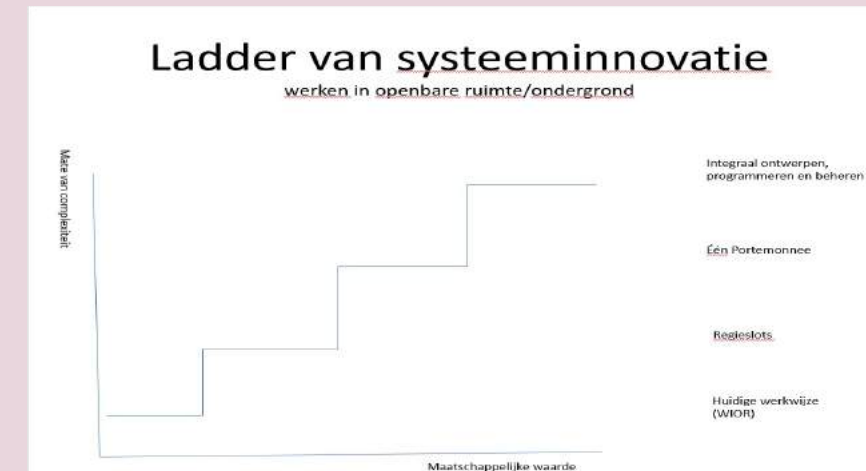 Ladder van systeeminnovatie
werken in openbare ruimte/ondergrond
Mate van complexiteit
Integraal ontwerpen,
programmeren en beheren
Één Portemonnee
Regieslots
Huidige werkwijze
(WIOR)
Maatschappelijke waarde